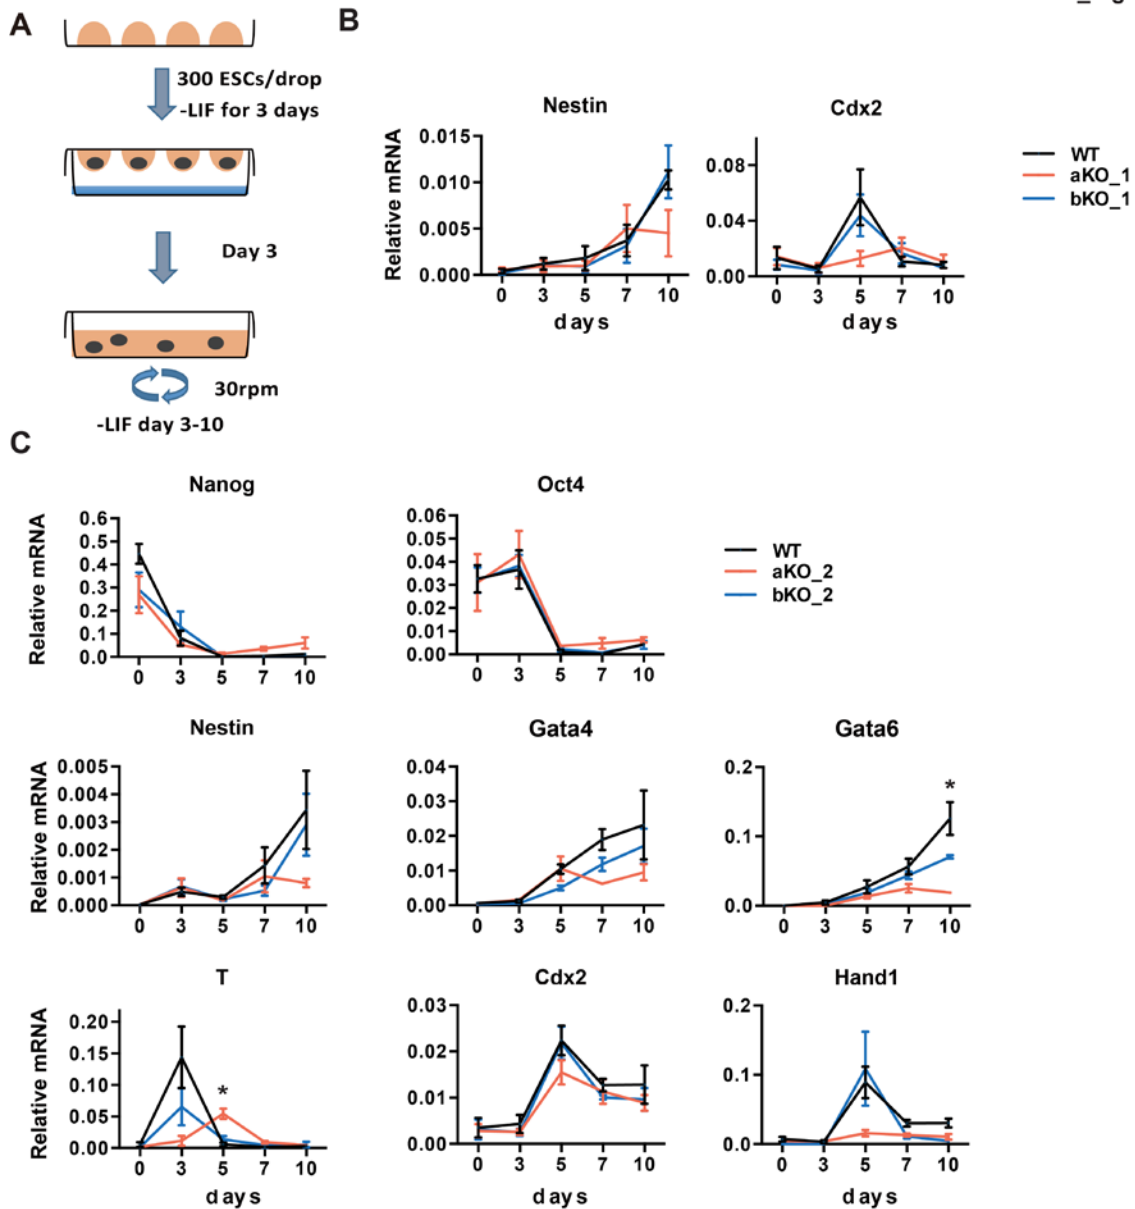 A
300 ESCs/drop
-LIF for 3 days
Day 3
30rpm
-LIF day 3-10
B
Nestin
Relative mRNA
0.015
0.010
0.005
0.000
0 3 5 7 10
days
Cdx2
0.08
0.04
0.00
0 3 5 7 10
days
WT
aKO_1
bKO_1
C
Nanog
Relative mRNA
0.6
0.5
0.4
0.3
0.2
0.1
0.0
0 3 5 7 10
Oct4
0.06
0.05
0.04
0.03
0.02
0.01
0.00
0 3 5 7 10
WT
aKO_2
bKO_2
Nestin
Relative mRNA
0.005
0.004
0.003
0.002
0.001
0.000
0 3 5 7 10
Gata4
0.04
0.03
0.02
0.01
0.00
0 3 5 7 10
Gata6
0.2
0.1
0.0
*
0 3 5 7 10
T
Relative mRNA
0.20
0.15
0.10
0.05
0.00
*
0 3 5 7 10
days
Cdx2
0.03
0.02
0.01
0.00
0 3 5 7 10
days
Hand1
0.2
0.1
0.0
0 3 5 7 10
days